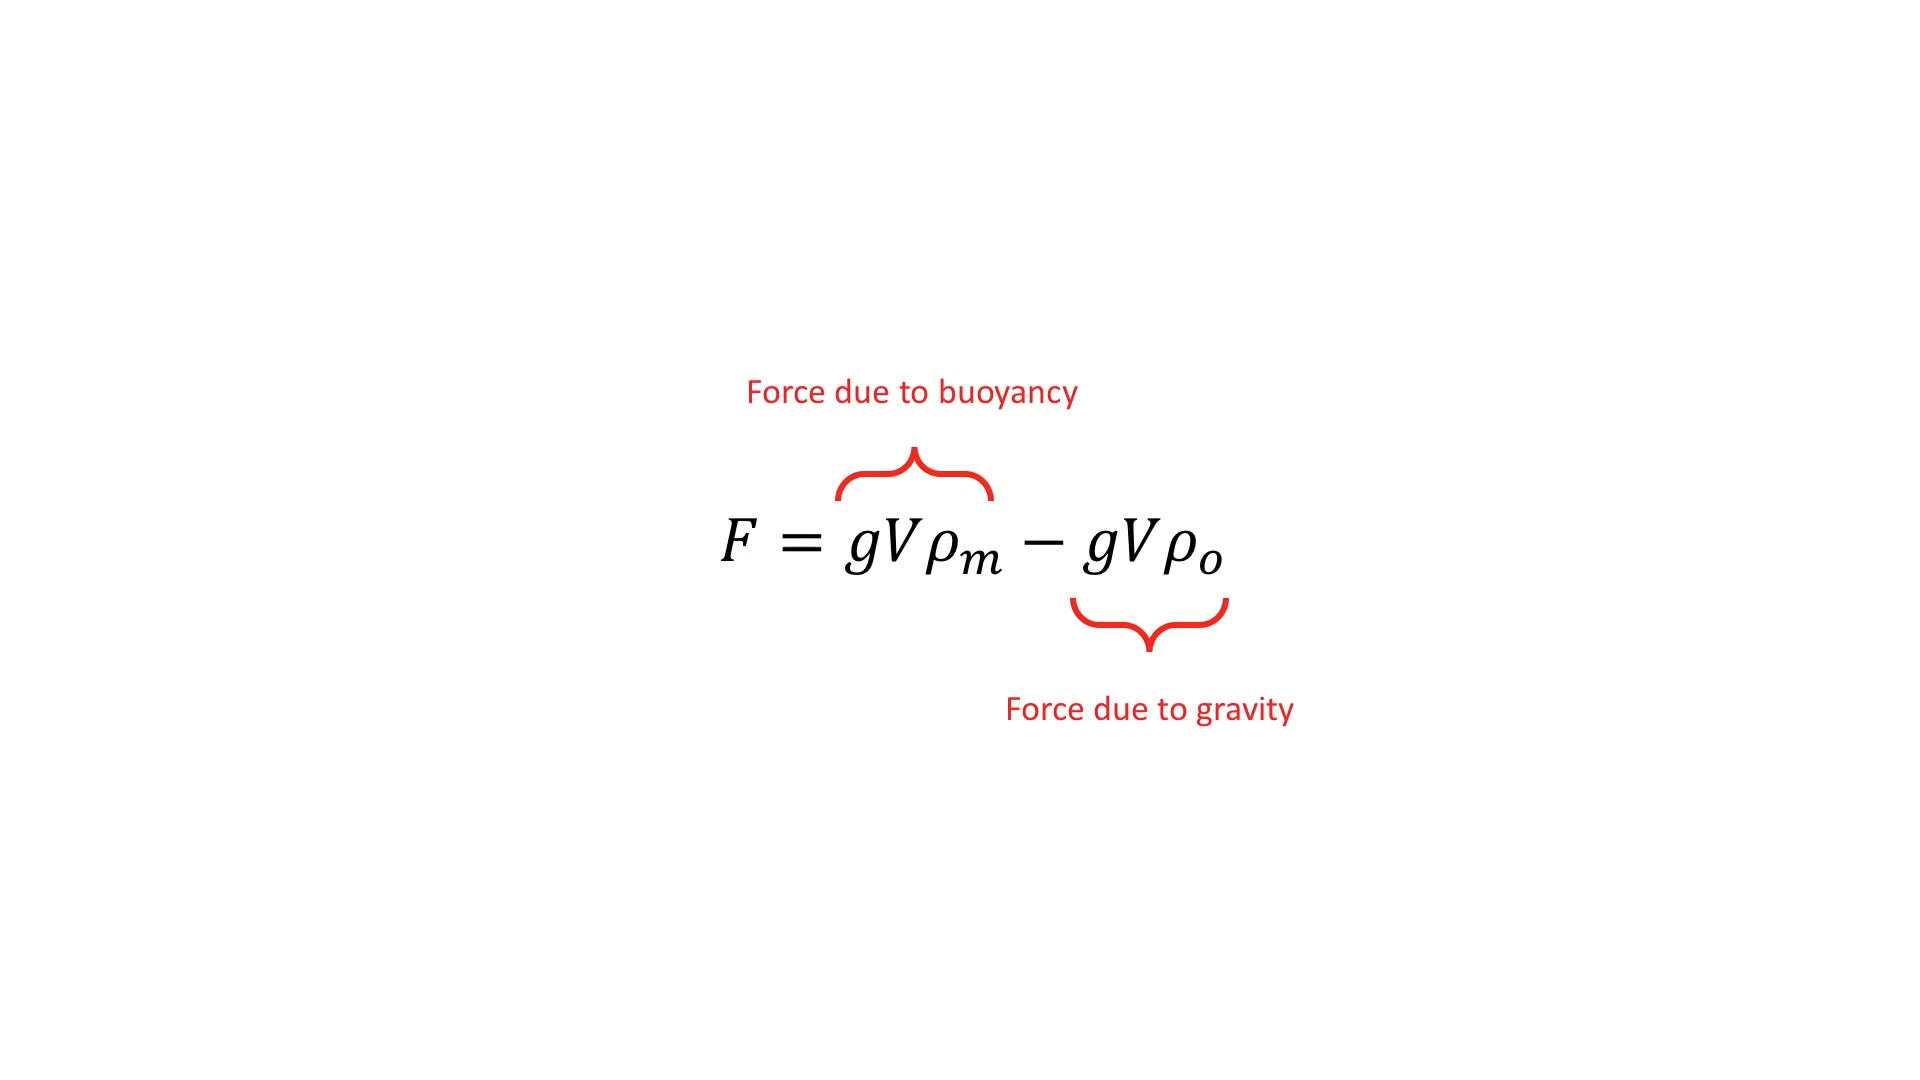 Force due to buoyancy
F = gVρₘ − gVρₒ
Force due to gravity